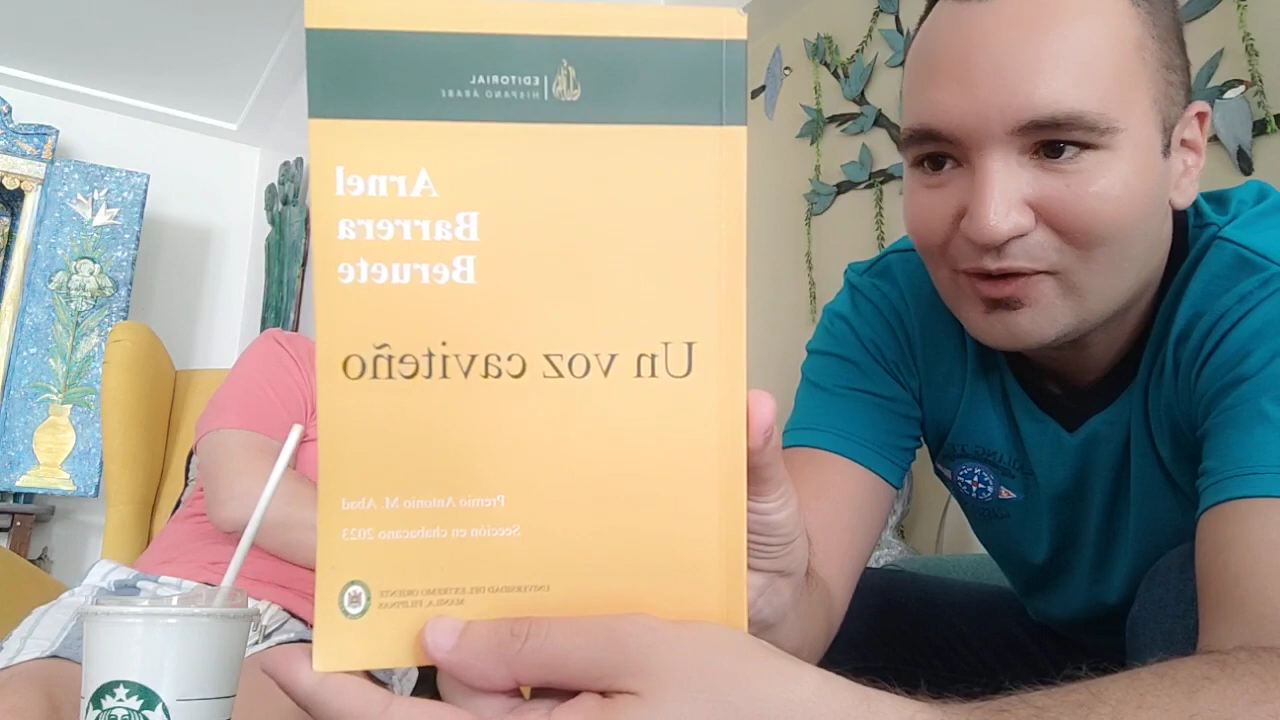 EDITORIAL
HISPANO ÁRABE
Arnel
Barrera
Beruete
Un voz caviteño
Premio Antonio M. Abad
Sección en chabacano 2023
UNIVERSIDAD DEL EXTREMO ORIENTE
MANILA, FILIPINAS